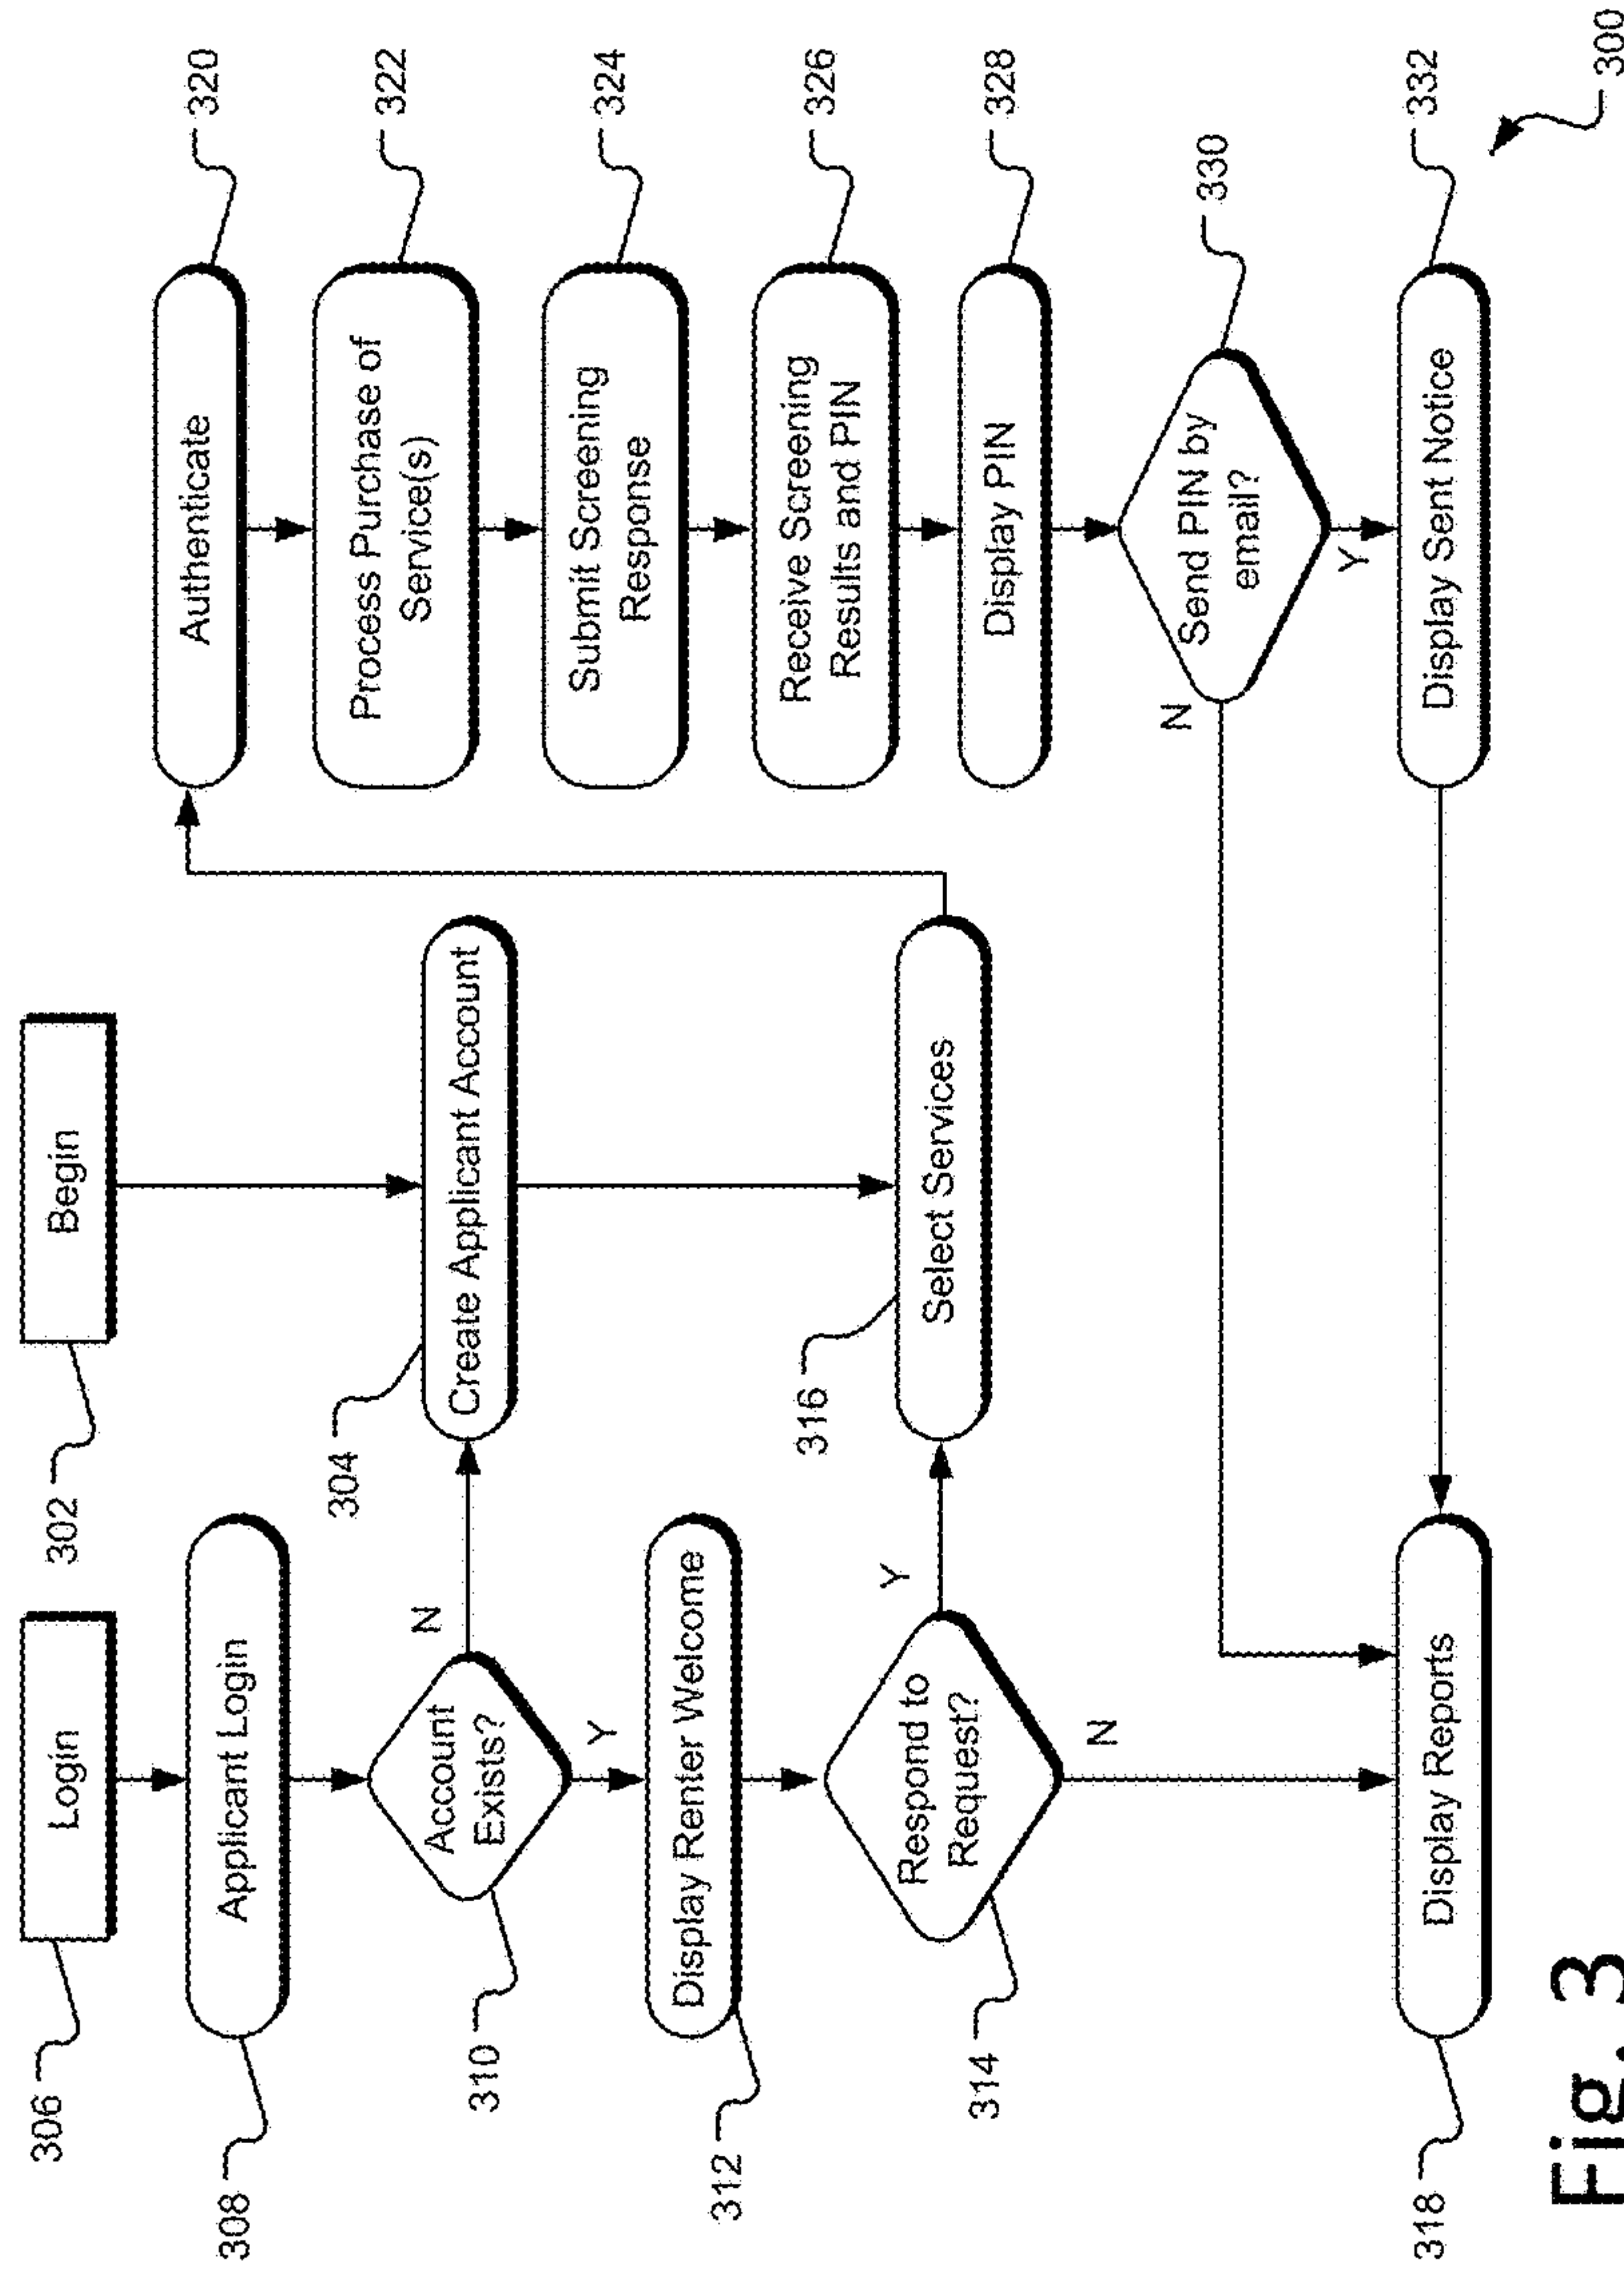 306
Login
302
Begin
308
Applicant Login
310
Account
Exists?
N
Y
304
Create Applicant Account
312
Display Renter Welcome
314
Respond to
Request?
Y
N
316
Select Services
318
Display Reports
Authenticate
320
Process Purchase of
Service(s)
322
Submit Screening
Response
324
Receive Screening
Results and PIN
326
Display PIN
328
Send PIN by
email?
330
N
Y
Display Sent Notice
332
300
Fig. 3